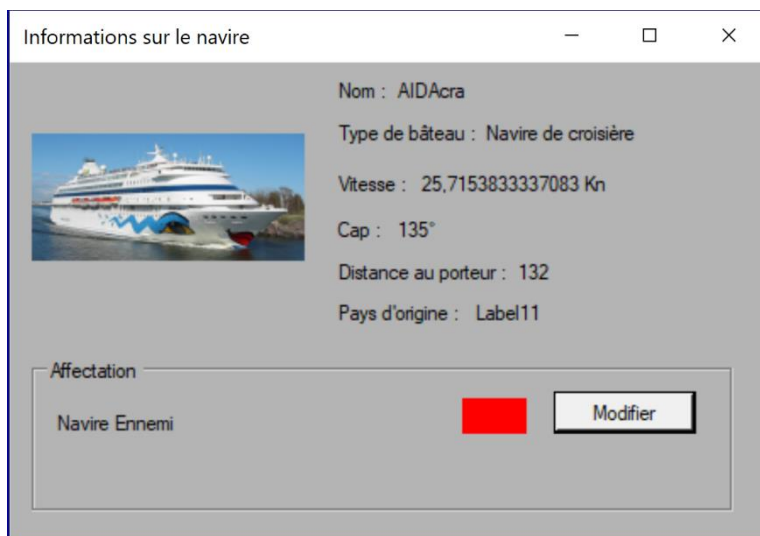 Informations sur le navire
Nom : AIDAcra
Type de bâteau : Navire de croisière
Vitesse : 25,7153833337083 Kn
Cap : 135°
Distance au porteur : 132
Pays d'origine : Label11
Affectation
Navire Ennemi
Modifier